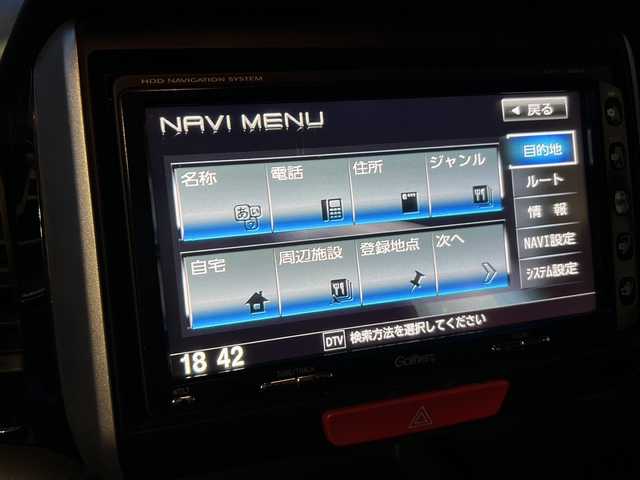 HDD NAVIGATION SYSTEM
NAVI MENU
戻る
名称
電話
住所
ジャンル
目的地
自宅
周辺施設
登録地点
次へ
ルート
情 報
NAVI設定
ｼｽﾃﾑ設定
18 42
DTV 検索方法を選択してください
Gathers